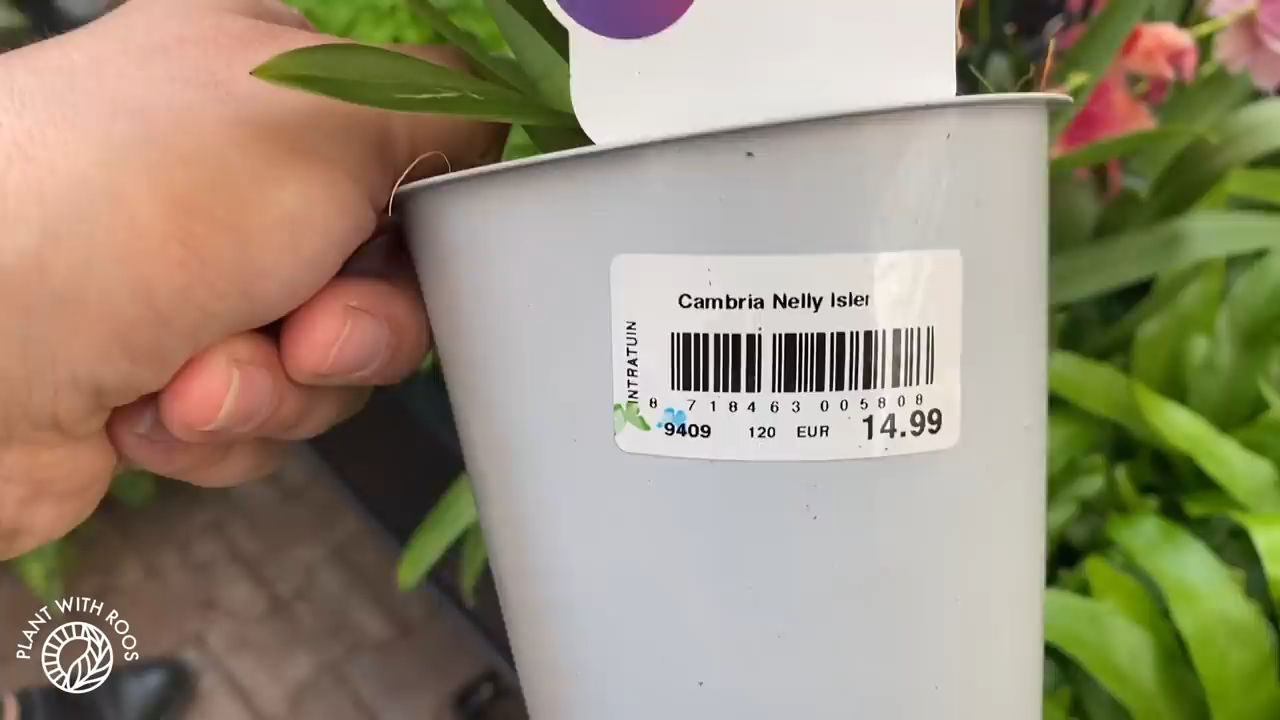 Cambria Nelly Isler
INTRATUIN
8 718463 005808
9409 120 EUR 14.99
PLANT WITH ROOS